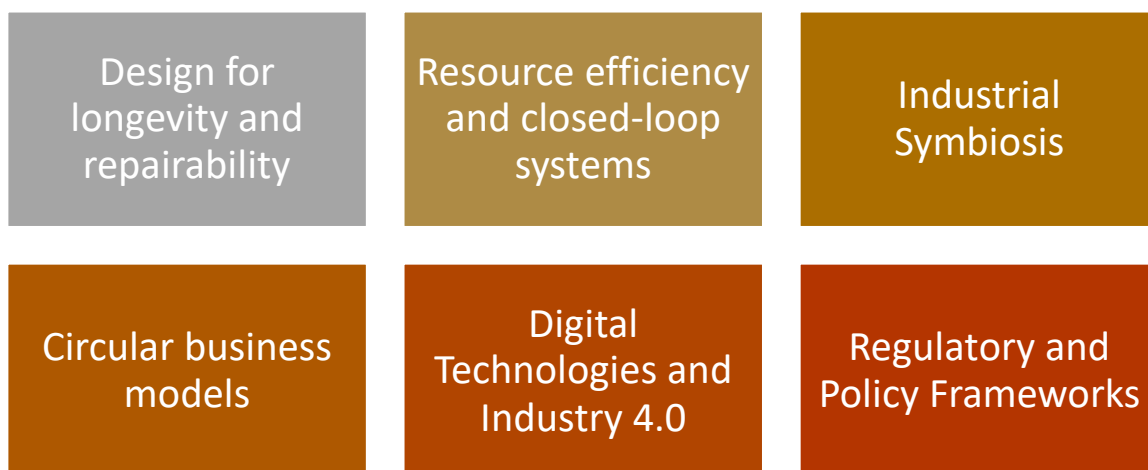 Design for
longevity and
repairability
Resource efficiency
and closed-loop
systems
Industrial
Symbiosis
Circular business
models
Digital
Technologies and
Industry 4.0
Regulatory and
Policy Frameworks